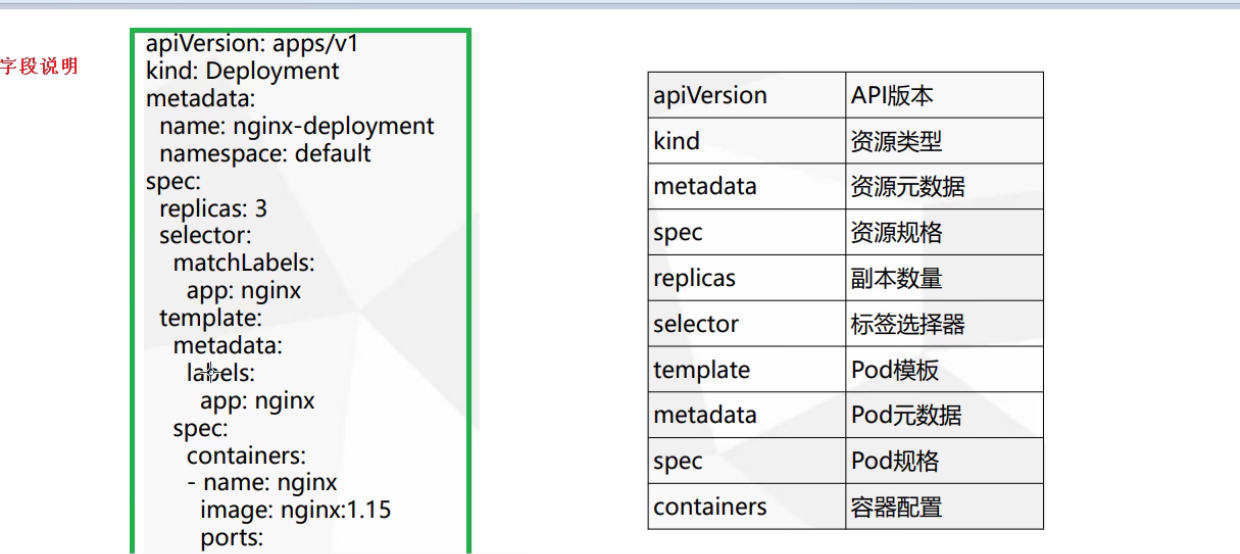 字段说明
apiVersion: apps/v1
kind: Deployment
metadata:
  name: nginx-deployment
  namespace: default
spec:
  replicas: 3
  selector:
    matchLabels:
      app: nginx
  template:
    metadata:
      labels:
        app: nginx
    spec:
      containers:
      - name: nginx
        image: nginx:1.15
        ports:
apiVersion API版本
kind 资源类型
metadata 资源元数据
spec 资源规格
replicas 副本数量
selector 标签选择器
template Pod模板
metadata Pod元数据
spec Pod规格
containers 容器配置